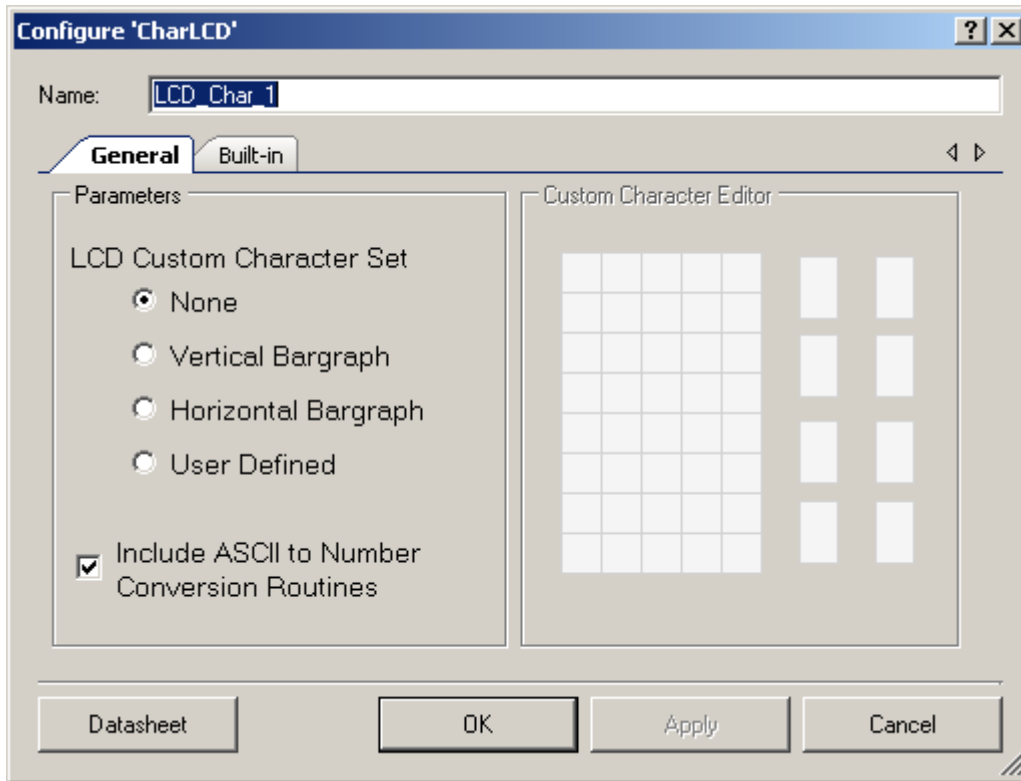 Configure 'CharLCD'
Name: LCD_Char_1
General Built-in
Parameters
Custom Character Editor
LCD Custom Character Set
None
Vertical Bargraph
Horizontal Bargraph
User Defined
Include ASCII to Number
Conversion Routines
Datasheet OK Apply Cancel